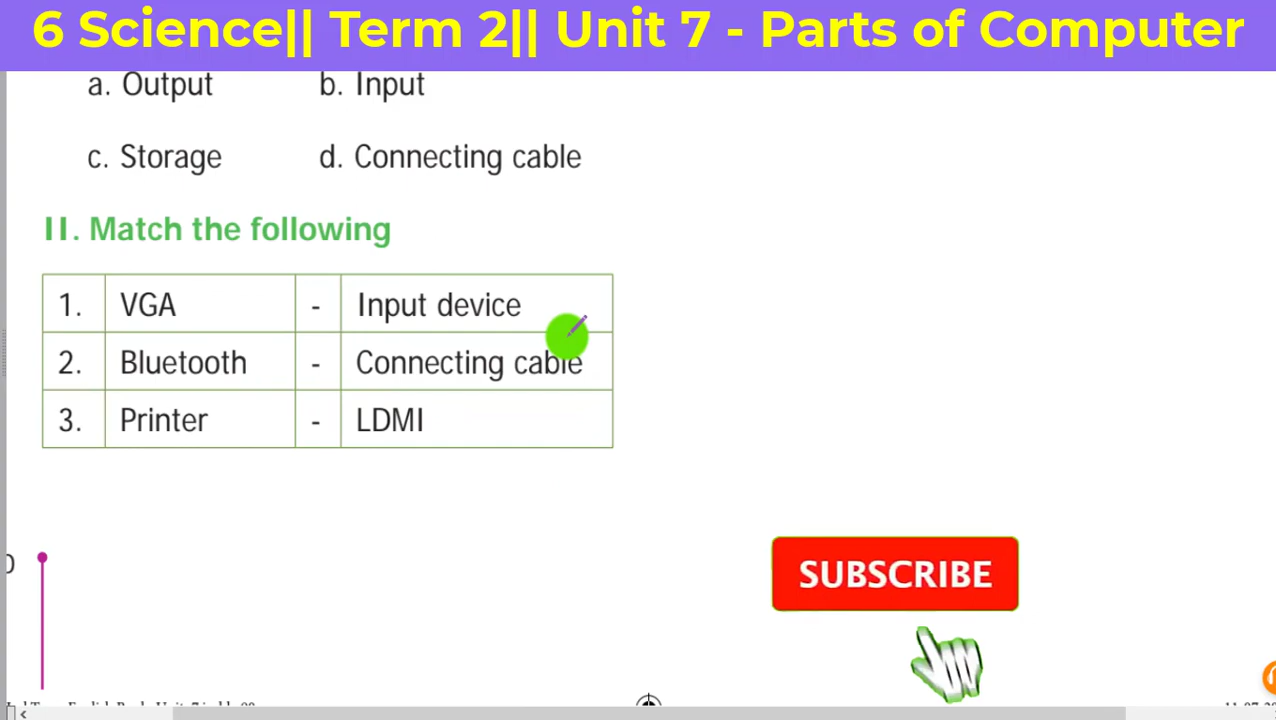 6 Science|| Term 2|| Unit 7 - Parts of Computer
a. Output b. Input
c. Storage d. Connecting cable
II. Match the following
1. VGA - Input device
2. Bluetooth - Connecting cable
3. Printer - LDMI
SUBSCRIBE